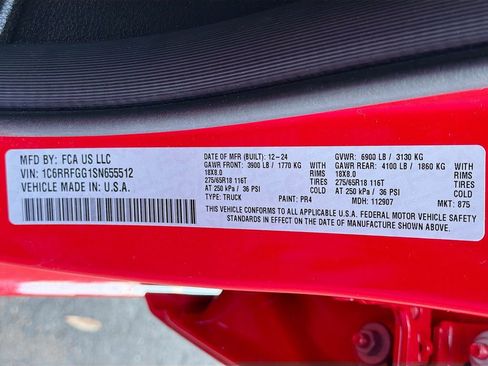 MFD BY: FCA US LLC
VIN: 1C6RRFGG1SN655512
VEHICLE MADE IN: U.S.A.
DATE OF MFR (BUILT): 12-24
GAWR FRONT: 3900 LB / 1770 KG
18X8.0 RIMS
275/65R18 116T TIRES
AT 250 kPa / 36 PSI COLD
TYPE: TRUCK PAINT: PR4
GVWR: 6900 LB / 3130 KG
GAWR REAR: 4100 LB / 1860 KG
18X8.0 RIMS
275/65R18 116T TIRES
AT 250 kPa / 36 PSI COLD
MDH: 112907 MKT: 875
THIS VEHICLE CONFORMS TO ALL APPLICABLE U.S.A. FEDERAL MOTOR VEHICLE SAFETY
STANDARDS IN EFFECT ON THE DATE OF MANUFACTURE SHOWN ABOVE.